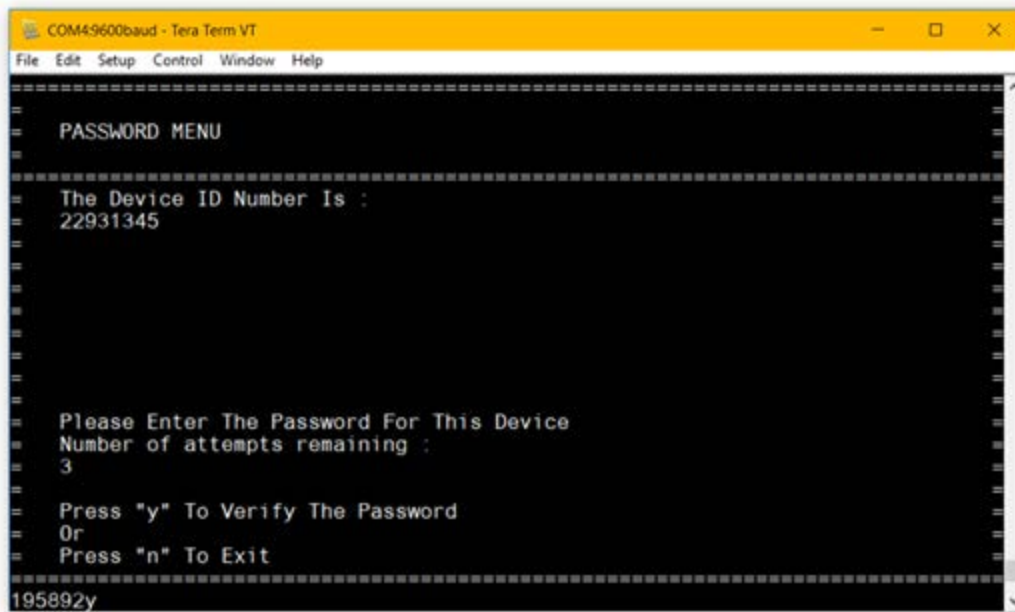 COM4:9600baud - Tera Term VT
File Edit Setup Control Window Help
PASSWORD MENU
The Device ID Number Is :
22931345
Please Enter The Password For This Device
Number of attempts remaining :
3
Press "y" To Verify The Password
Or
Press "n" To Exit
195892y